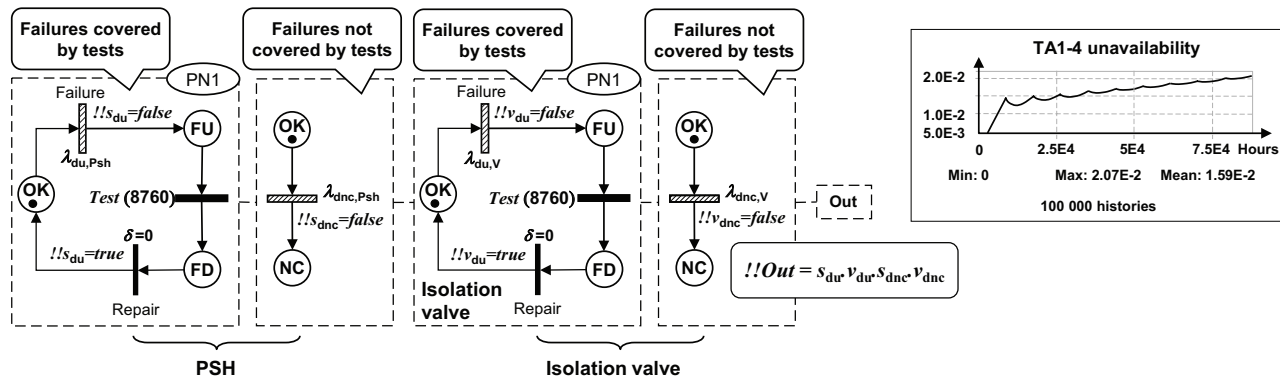 Failures covered
by tests
Failures not
covered by tests
Failures covered
by tests
Failures not
covered by tests
PN1
Failure
!!s_du=false
FU
λ_du,Psh
OK
Test (8760)
δ=0
!!s_du=true
FD
Repair
OK
λ_dnc,Psh
!!s_dnc=false
NC
PN1
Failure
!!v_du=false
FU
λ_du,V
OK
Test (8760)
δ=0
!!v_du=true
FD
Isolation
valve
Repair
OK
λ_dnc,V
!!v_dnc=false
NC
Out
!!Out = s_du.v_du.s_dnc.v_dnc
PSH
Isolation valve
TA1-4 unavailability
2.0E-2
1.0E-2
5.0E-3
0 2.5E4 5E4 7.5E4 Hours
Min: 0 Max: 2.07E-2 Mean: 1.59E-2
100 000 histories